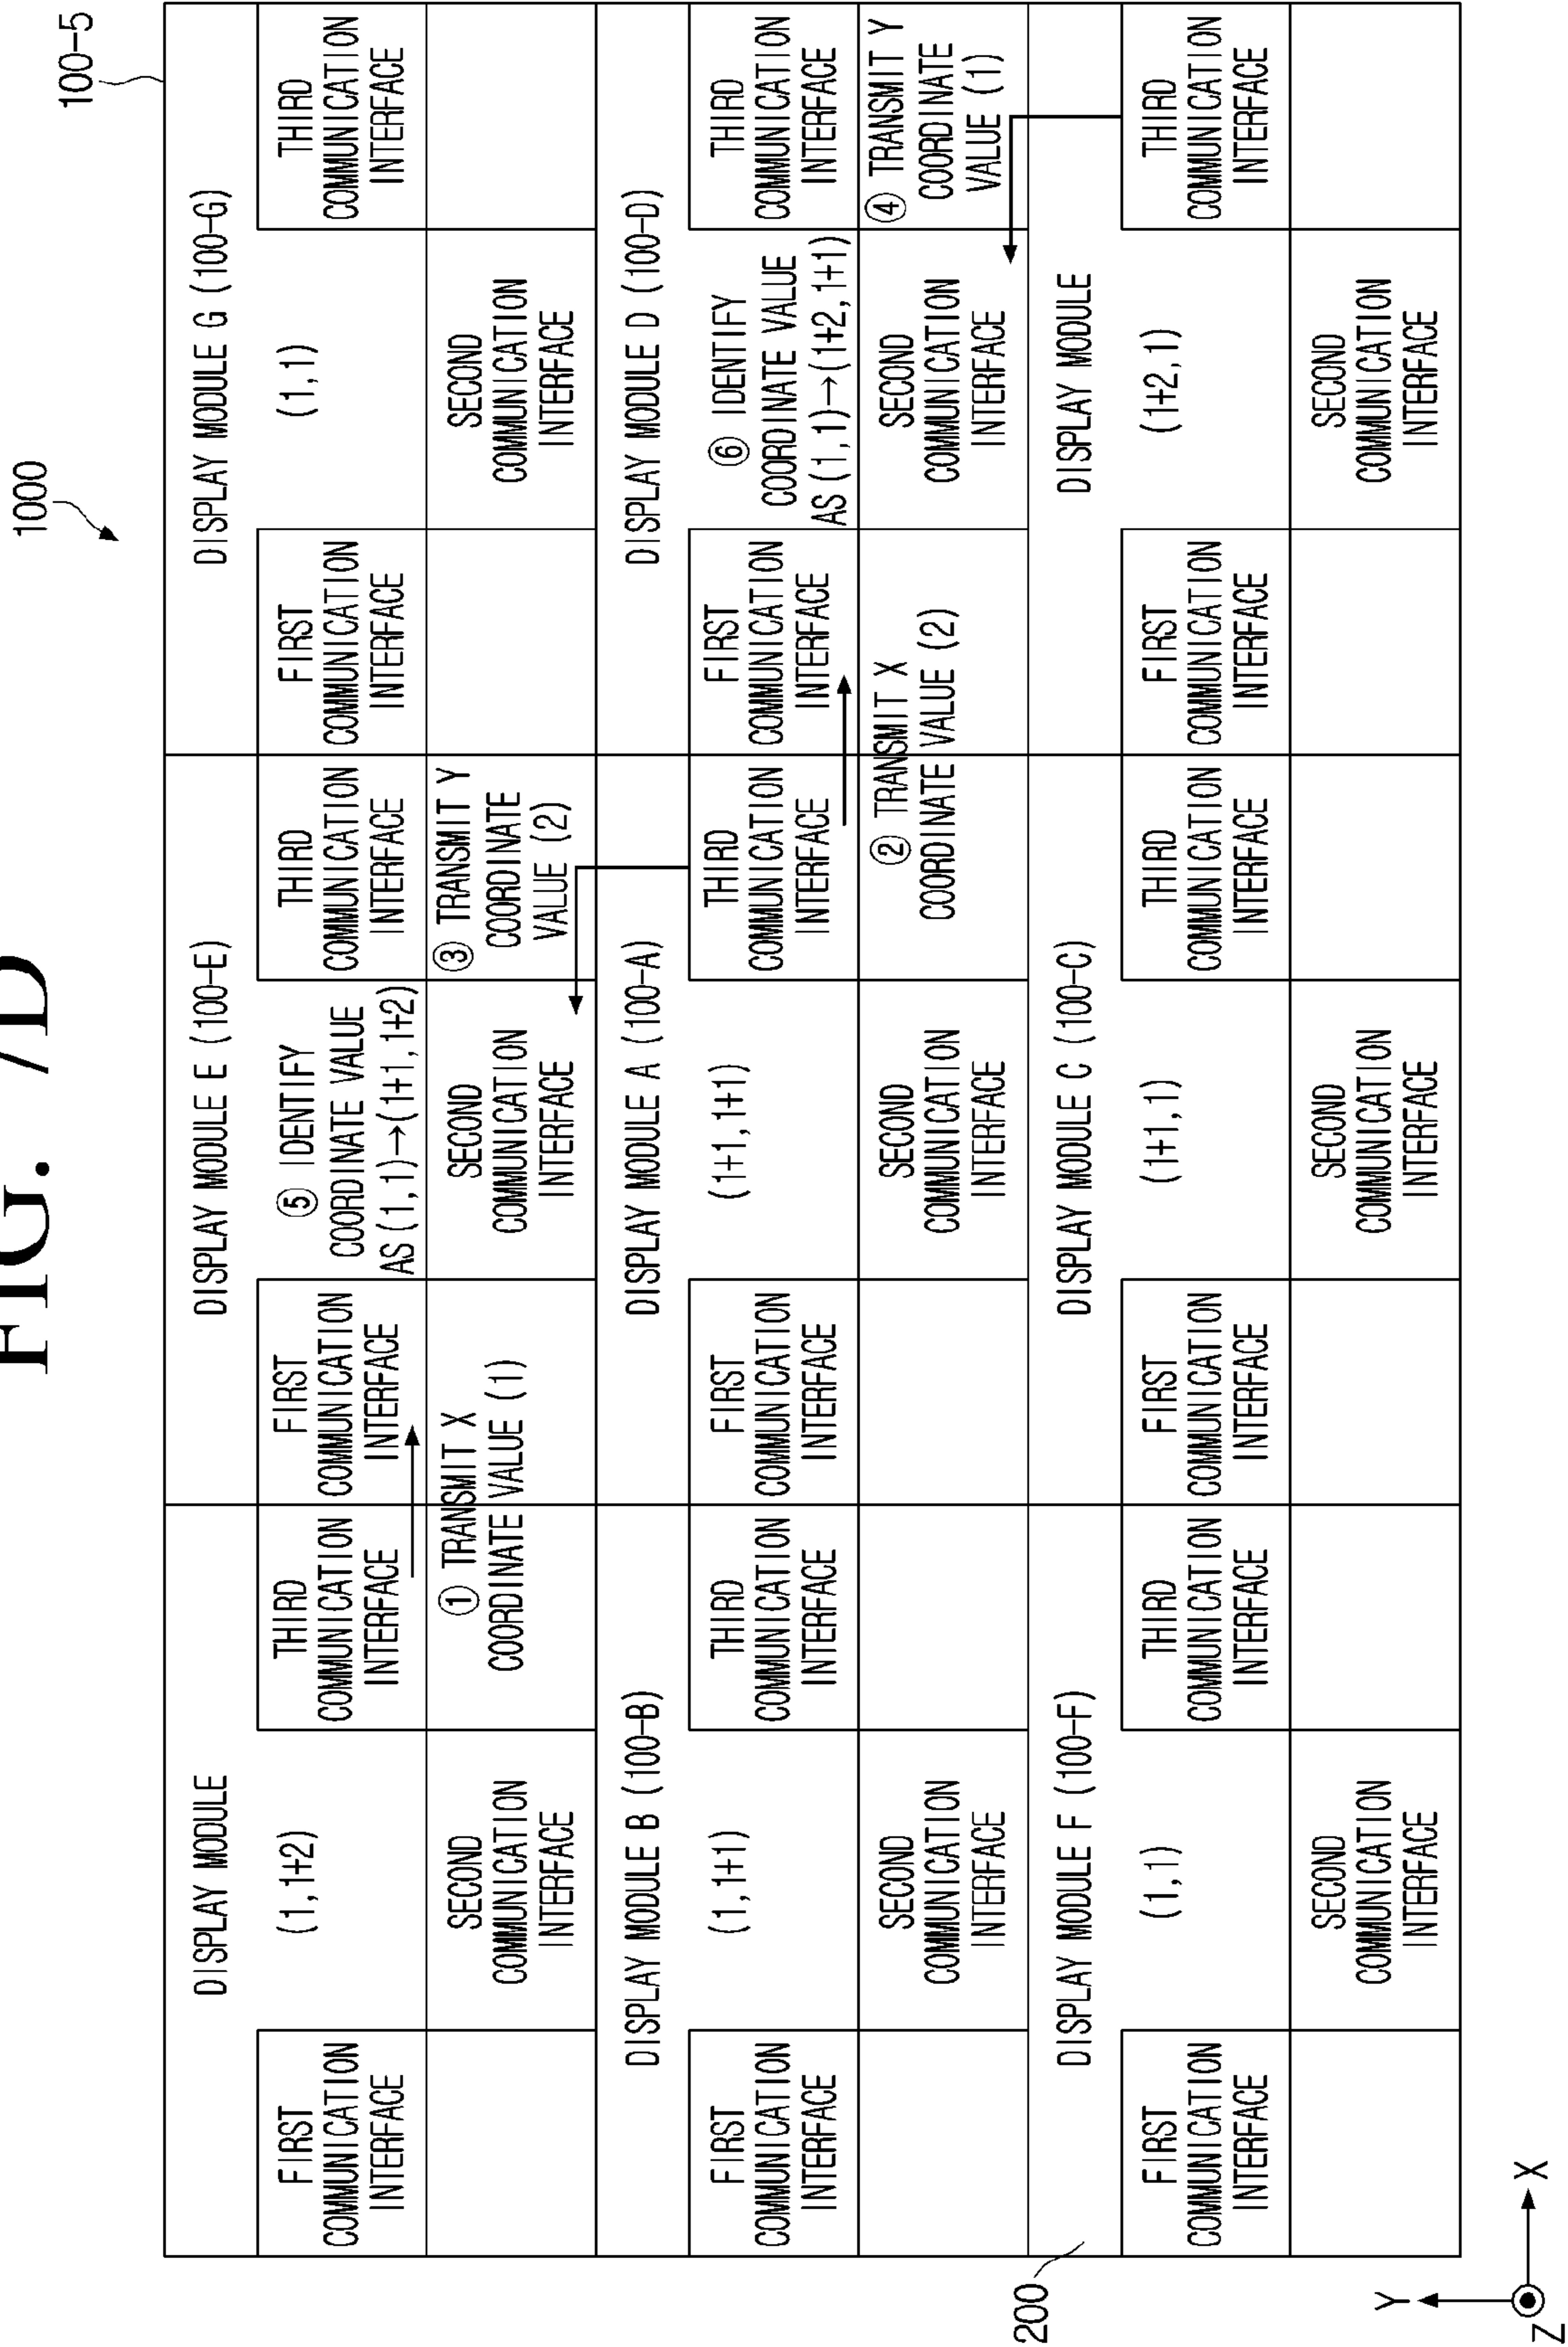 FIG. 7D
1000
100-5
DISPLAY MODULE
FIRST
COMMUNICATION
INTERFACE
(1,1+2)
SECOND
COMMUNICATION
INTERFACE
THIRD
COMMUNICATION
INTERFACE
① TRANSMIT X
COORDINATE VALUE (1)
DISPLAY MODULE E (100-E)
FIRST
COMMUNICATION
INTERFACE
⑤ IDENTIFY
COORDINATE VALUE
AS (1,1)→(1+1,1+2)
SECOND
COMMUNICATION
INTERFACE
THIRD
COMMUNICATION
INTERFACE
③ TRANSMIT Y
COORDINATE
VALUE (2)
DISPLAY MODULE G (100-G)
FIRST
COMMUNICATION
INTERFACE
(1,1)
SECOND
COMMUNICATION
INTERFACE
THIRD
COMMUNICATION
INTERFACE
DISPLAY MODULE B (100-B)
FIRST
COMMUNICATION
INTERFACE
(1,1+1)
SECOND
COMMUNICATION
INTERFACE
THIRD
COMMUNICATION
INTERFACE
DISPLAY MODULE A (100-A)
FIRST
COMMUNICATION
INTERFACE
(1+1,1+1)
SECOND
COMMUNICATION
INTERFACE
THIRD
COMMUNICATION
INTERFACE
② TRANSMIT X
COORDINATE VALUE (2)
DISPLAY MODULE D (100-D)
FIRST
COMMUNICATION
INTERFACE
⑥ IDENTIFY
COORDINATE VALUE
AS (1,1)→(1+2,1+1)
SECOND
COMMUNICATION
INTERFACE
THIRD
COMMUNICATION
INTERFACE
④ TRANSMIT Y
COORDINATE
VALUE (1)
200
DISPLAY MODULE F (100-F)
FIRST
COMMUNICATION
INTERFACE
(1,1)
SECOND
COMMUNICATION
INTERFACE
THIRD
COMMUNICATION
INTERFACE
DISPLAY MODULE C (100-C)
FIRST
COMMUNICATION
INTERFACE
(1+1,1)
SECOND
COMMUNICATION
INTERFACE
THIRD
COMMUNICATION
INTERFACE
DISPLAY MODULE
FIRST
COMMUNICATION
INTERFACE
(1+2,1)
SECOND
COMMUNICATION
INTERFACE
THIRD
COMMUNICATION
INTERFACE
Y
Z
X